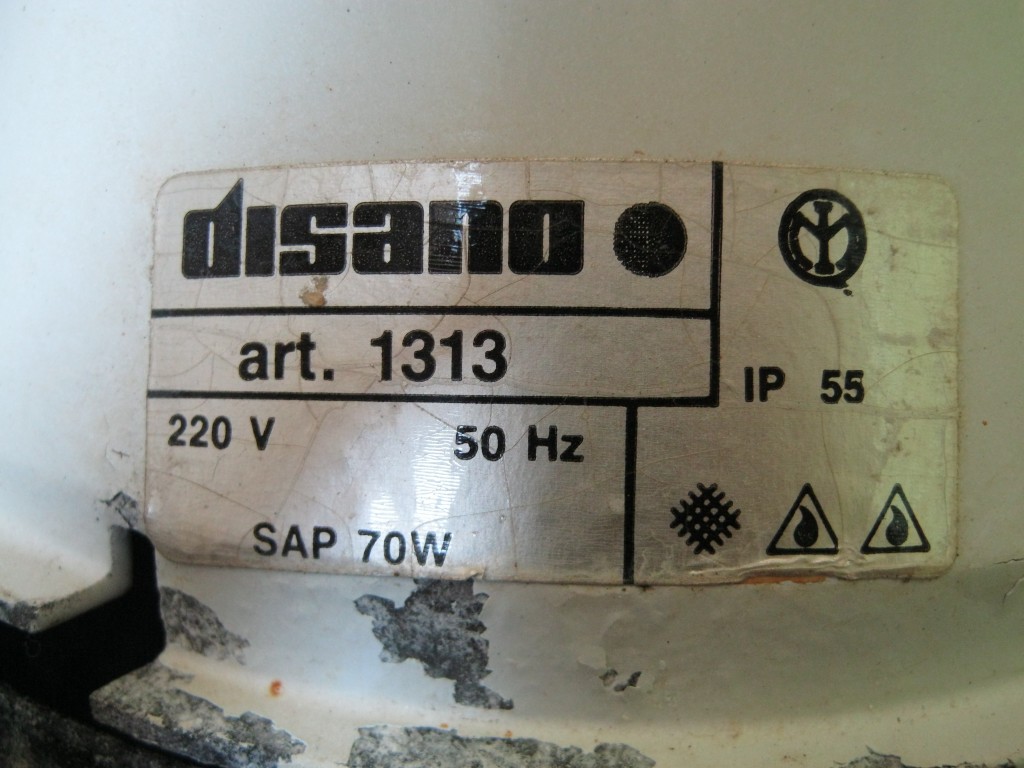 disano
art. 1313
IP 55
220 V 50 Hz
SAP 70W